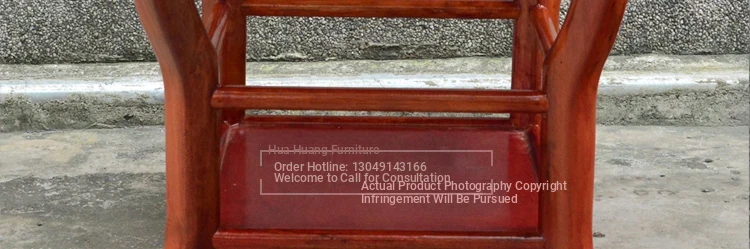 Hua Huang Furniture
Order Hotline: 13049143166
Welcome to Call for Consultation
Actual Product Photography Copyright
Infringement Will Be Pursued